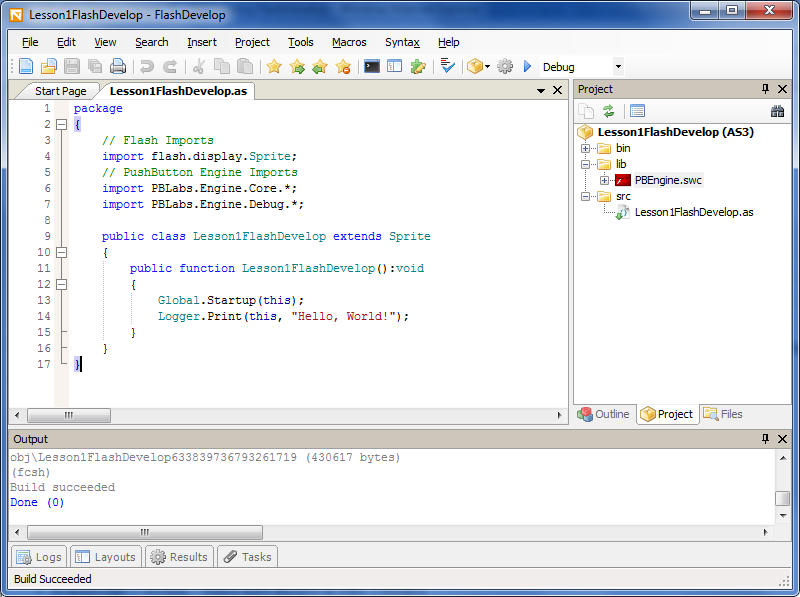 Lesson1FlashDevelop - FlashDevelop
File Edit View Search Insert Project Tools Macros Syntax Help
Debug
Start Page Lesson1FlashDevelop.as
1 package
2 {
3 // Flash Imports
4 import flash.display.Sprite;
5 // PushButton Engine Imports
6 import PBLabs.Engine.Core.*;
7 import PBLabs.Engine.Debug.*;
8
9 public class Lesson1FlashDevelop extends Sprite
10 {
11 public function Lesson1FlashDevelop():void
12 {
13 Global.Startup(this);
14 Logger.Print(this, "Hello, World!");
15 }
16 }
17 }
Project
Lesson1FlashDevelop (AS3)
bin
lib
PBEngine.swc
src
Lesson1FlashDevelop.as
Outline Project Files
Output
obj\Lesson1FlashDevelop633839736793261719 (430617 bytes)
(fcsh)
Build succeeded
Done (0)
Logs Layouts Results Tasks
Build Succeeded